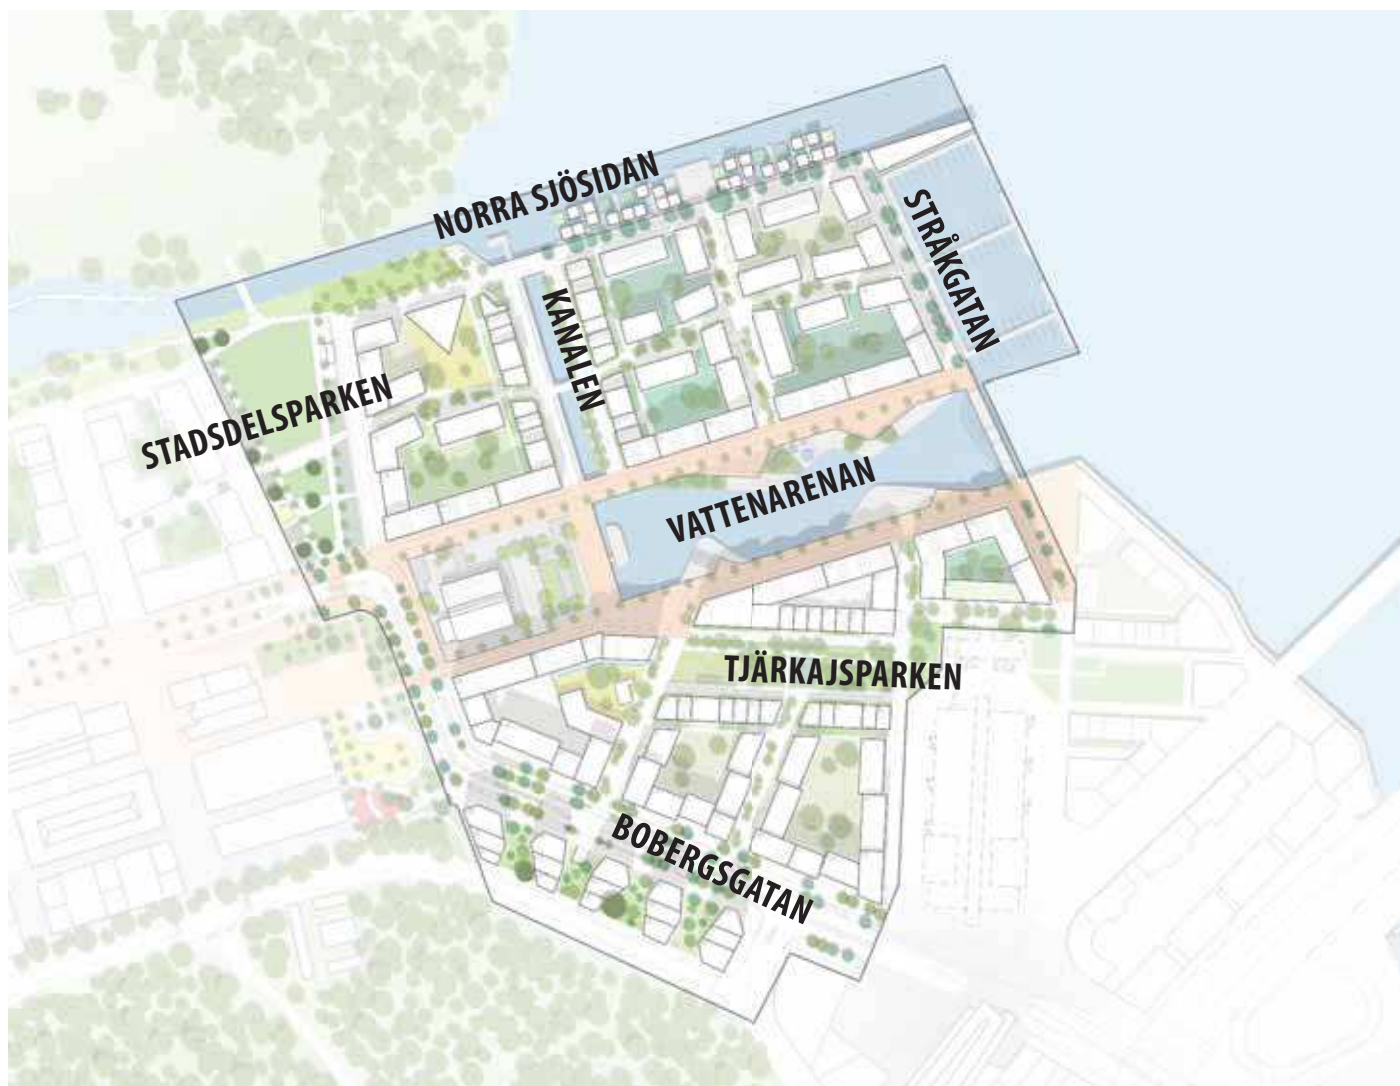 NORRA SJÖSIDAN
STRÅKGATAN
KANALEN
STADSDELSPARKEN
VATTENARENAN
TJÄRKAJSPARKEN
BOBERGSGATAN